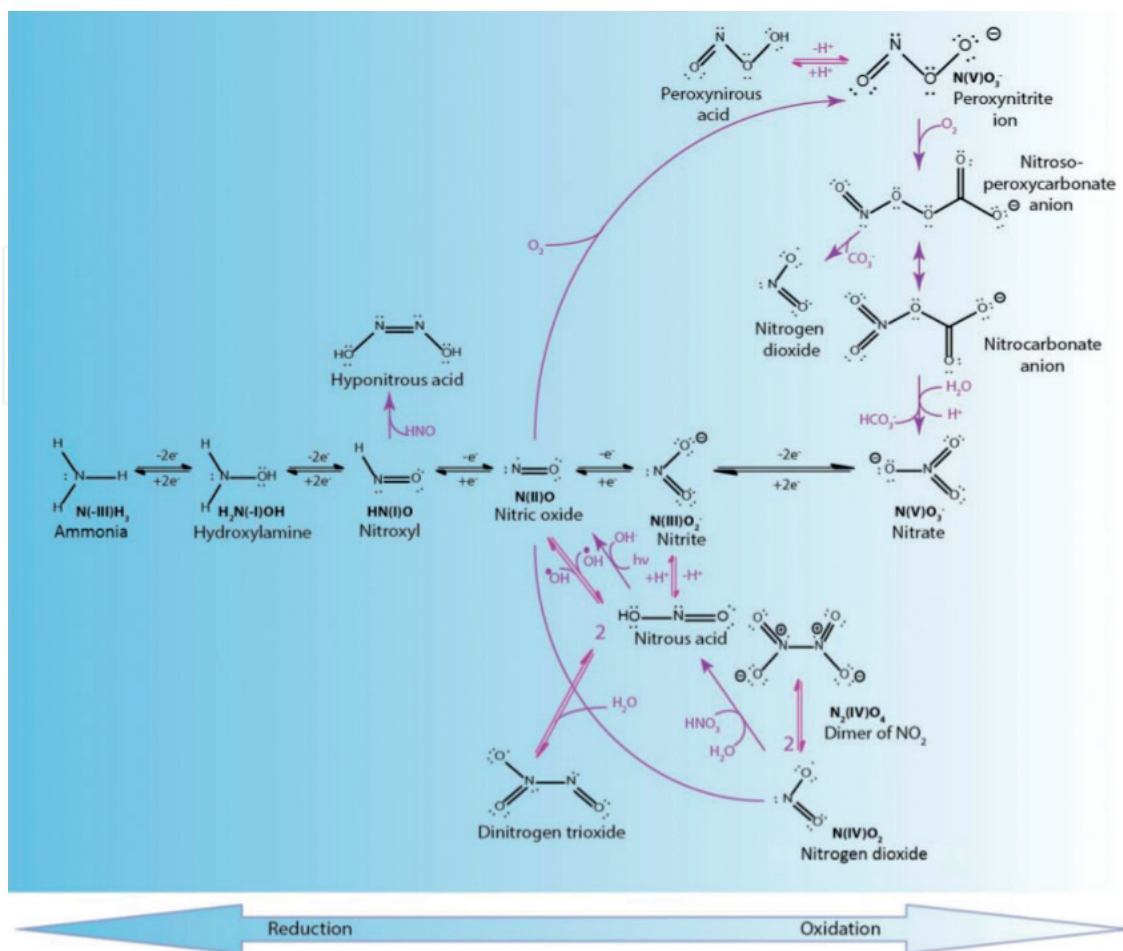 -H⁺
+H⁺
Peroxynirous
acid
N(V)O₃⁻
Peroxynitrite
ion
O₂
Nitroso-
peroxycarbonate
anion
O₂
CO₃⁻
Nitrogen
dioxide
Nitrocarbonate
anion
Hyponitrous acid
HNO
H₂O
HCO₃⁻
H⁺
-2e⁻
+2e⁻
-2e⁻
+2e⁻
-e⁻
+e⁻
-e⁻
+e⁻
-2e⁻
+2e⁻
N(-III)H₃
Ammonia
H₂N(-I)OH
Hydroxylamine
HN(I)O
Nitroxyl
N(II)O
Nitric oxide
N(III)O₂⁻
Nitrite
N(V)O₃⁻
Nitrate
•OH
•OH
OH⁻
hν
+H⁺
-H⁺
2
Nitrous acid
H₂O
HNO₃
H₂O
2
N₂(IV)O₄
Dimer of NO₂
Dinitrogen trioxide
N(IV)O₂
Nitrogen dioxide
Reduction
Oxidation